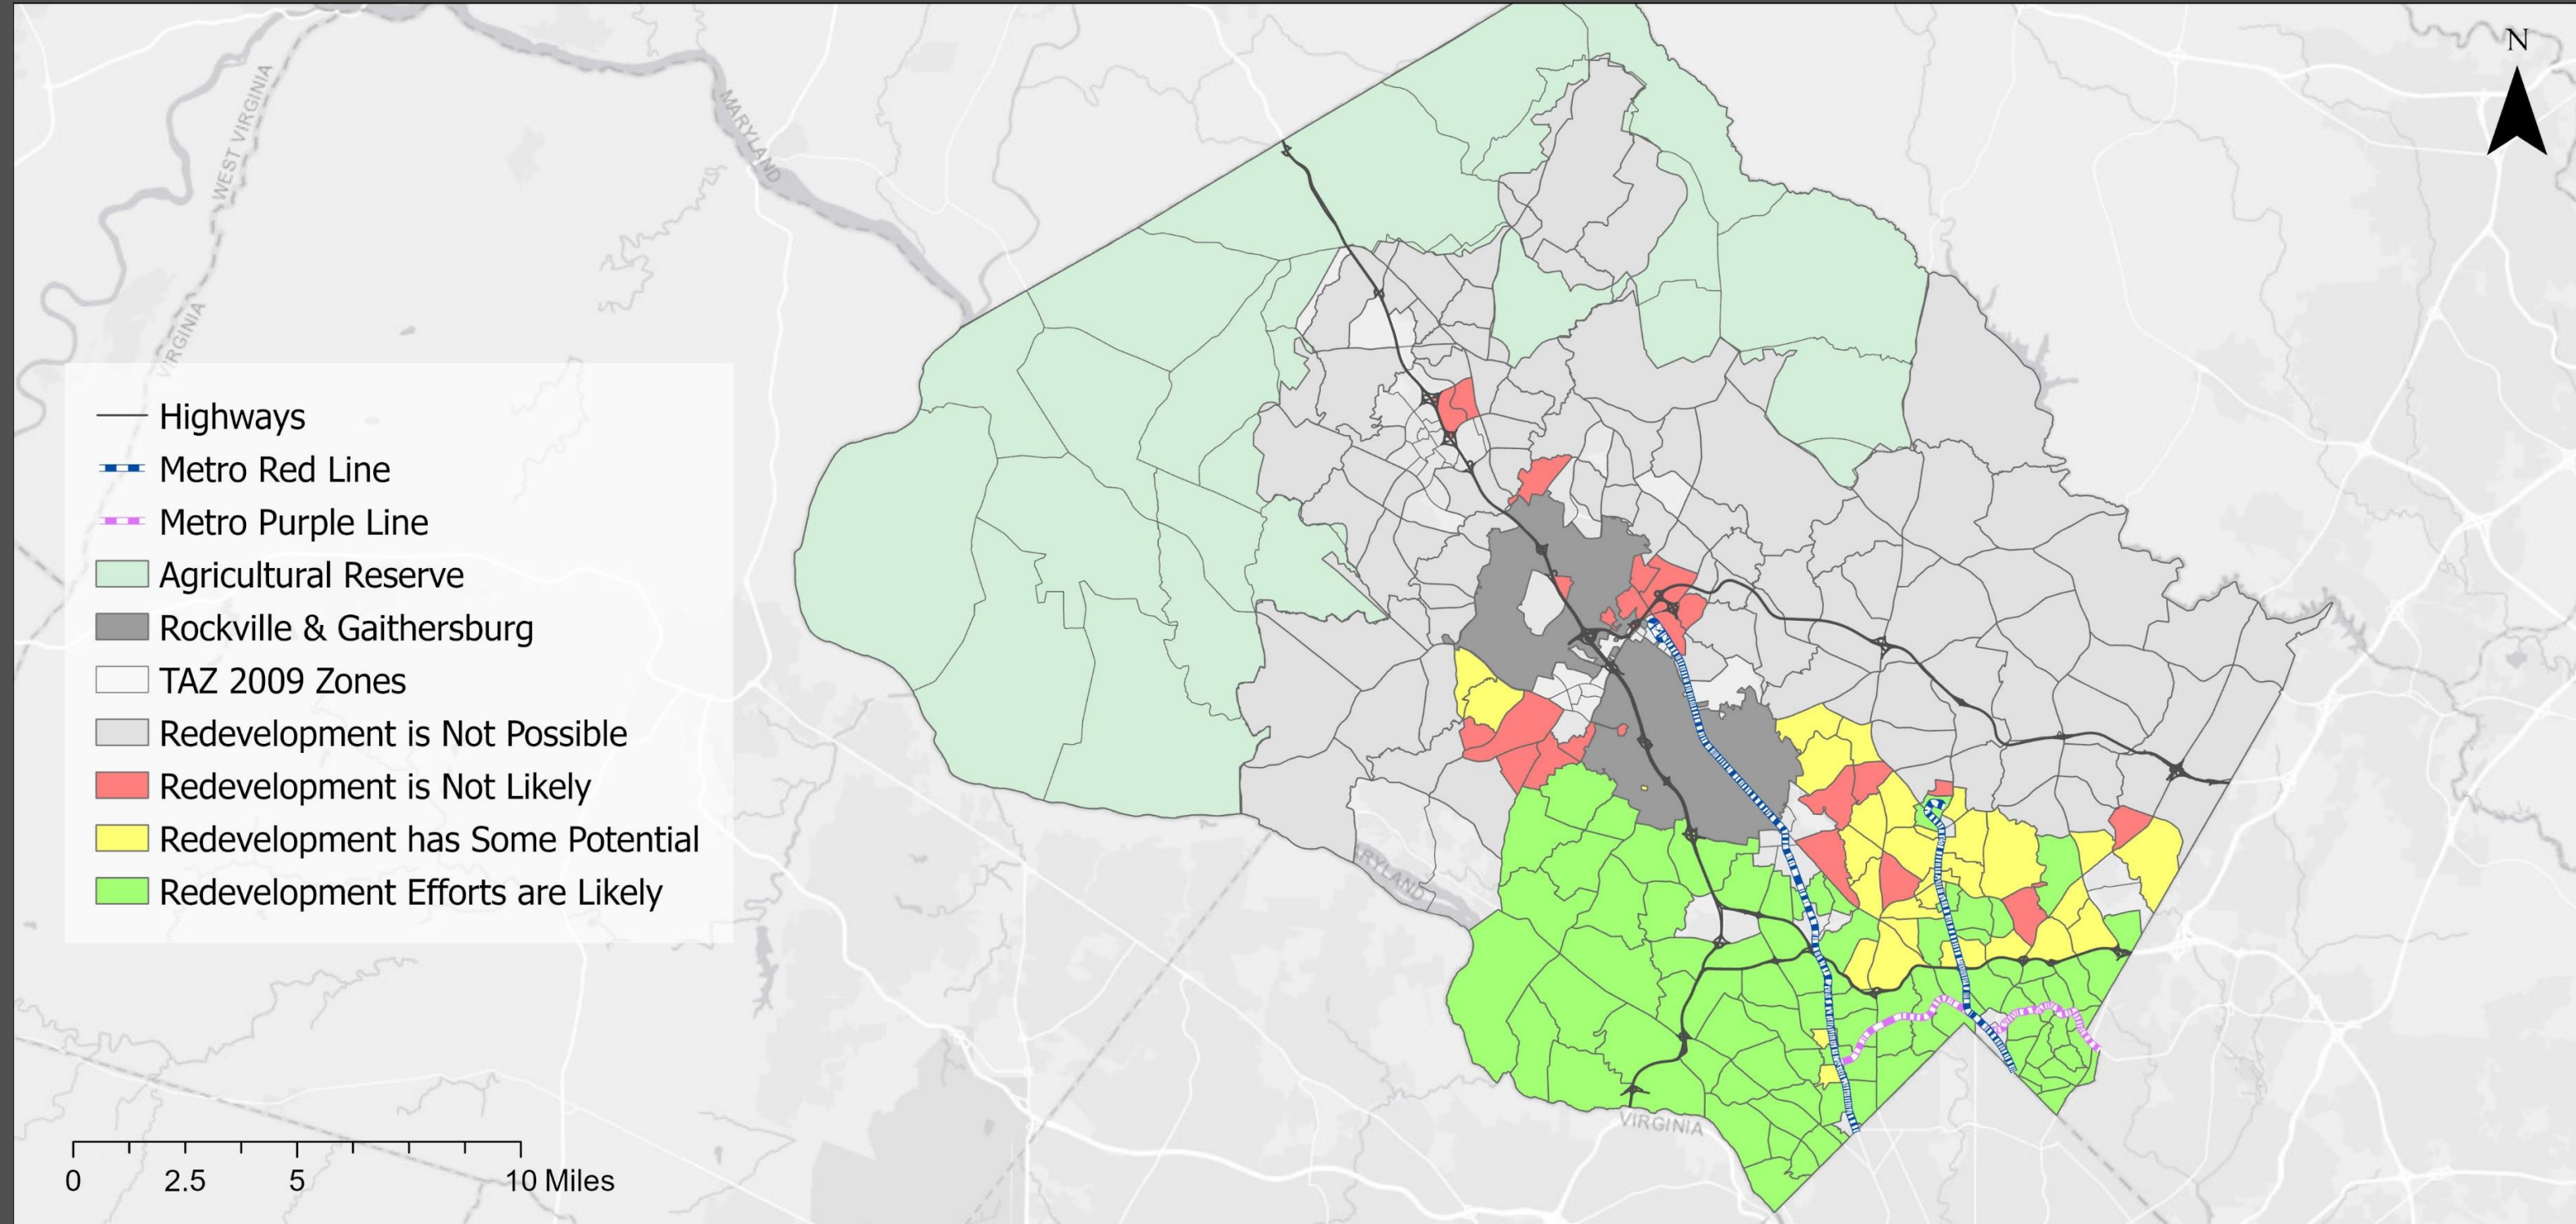 N
WEST VIRGINIA
MARYLAND
VIRGINIA
Highways
Metro Red Line
Metro Purple Line
Agricultural Reserve
Rockville & Gaithersburg
TAZ 2009 Zones
Redevelopment is Not Possible
Redevelopment is Not Likely
Redevelopment has Some Potential
Redevelopment Efforts are Likely
ARYLAND
VIRGINIA
0 2.5 5 10 Miles